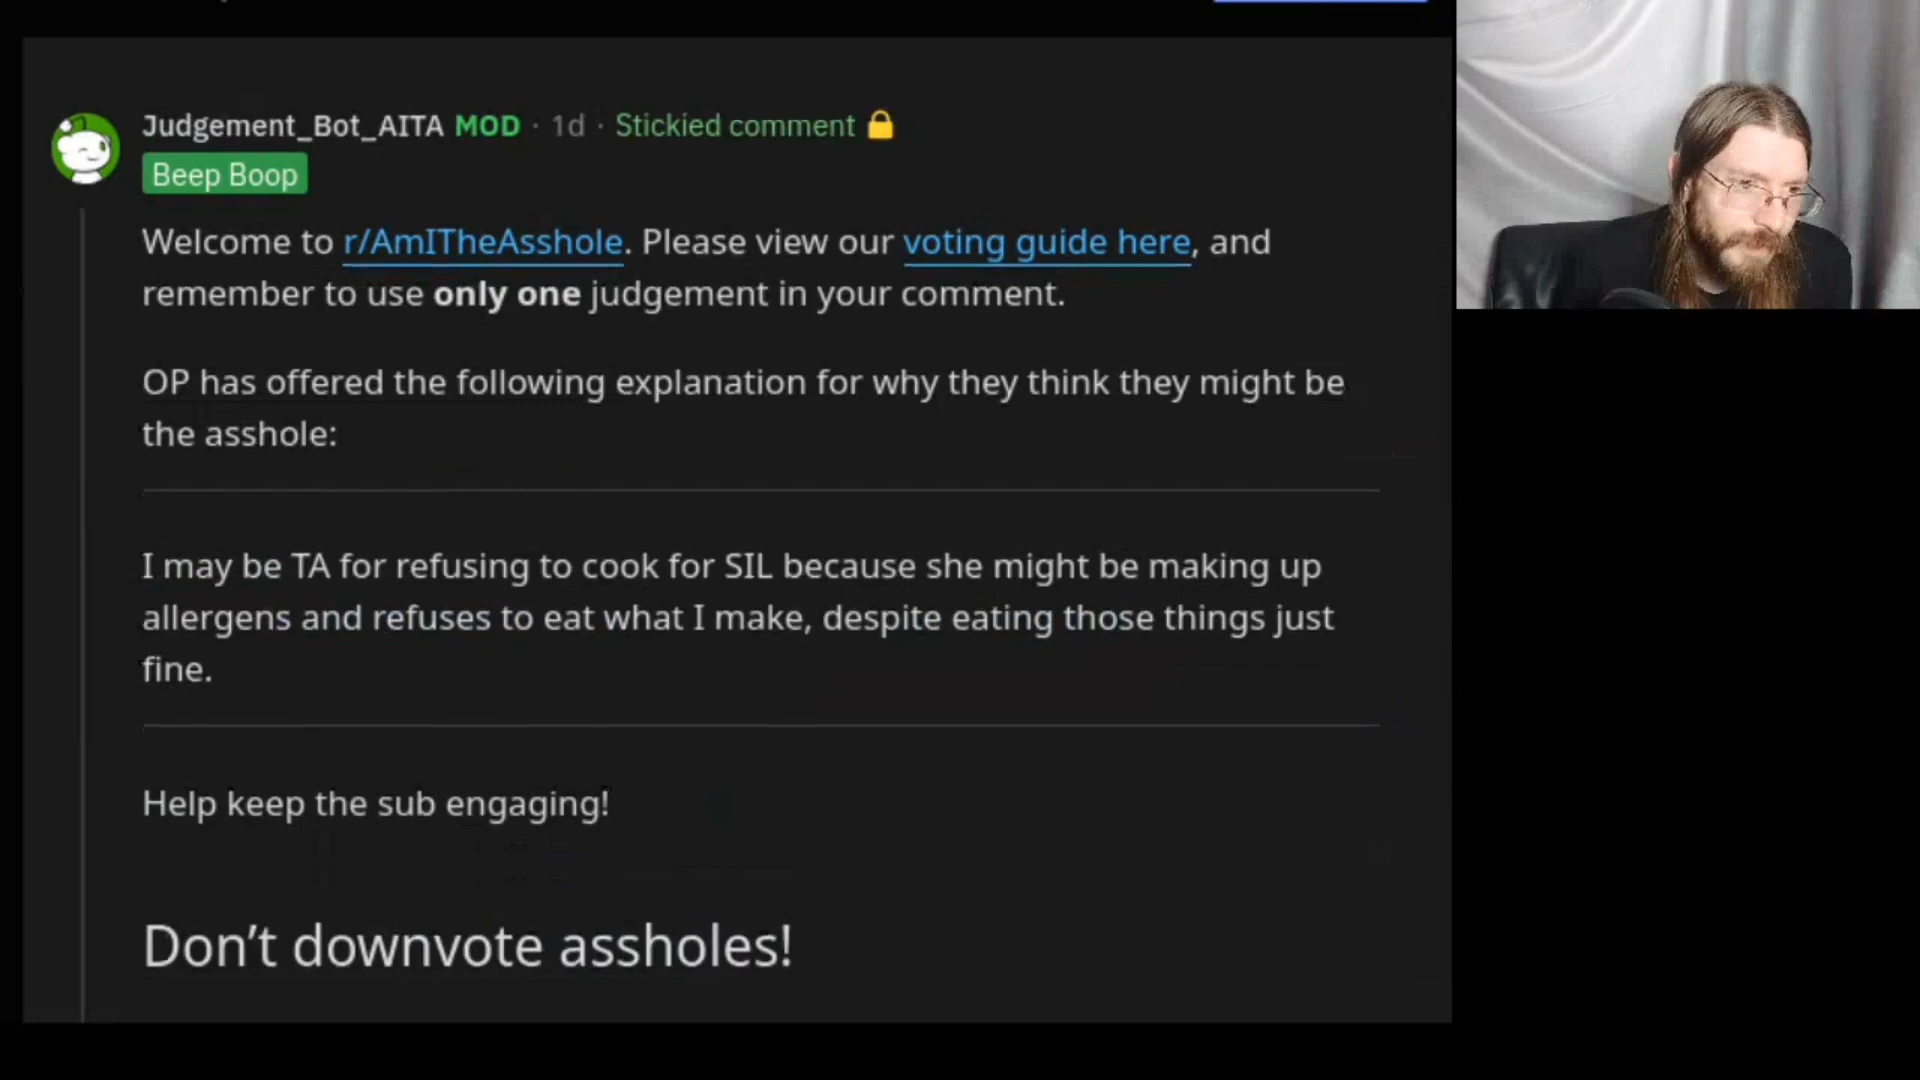 Judgement_Bot_AITA MOD · 1d · Stickied comment
Beep Boop
Welcome to r/AmITheAsshole. Please view our voting guide here, and
remember to use only one judgement in your comment.
OP has offered the following explanation for why they think they might be
the asshole:
I may be TA for refusing to cook for SIL because she might be making up
allergens and refuses to eat what I make, despite eating those things just
fine.
Help keep the sub engaging!
Don’t downvote assholes!